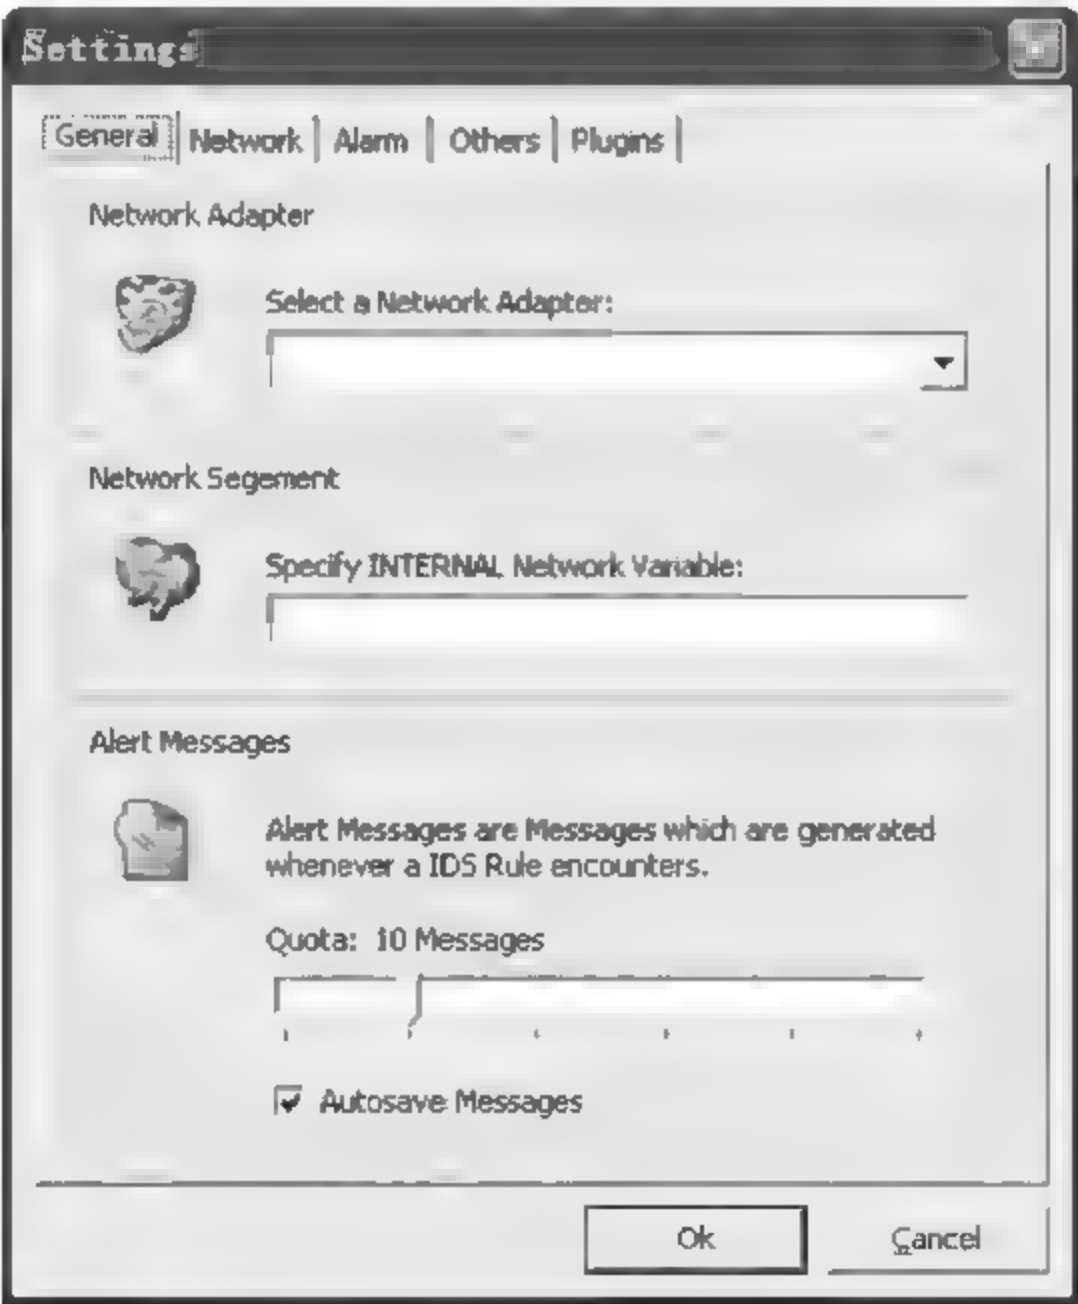 Settings
General Network Alarm Others Plugins
Network Adapter
Select a Network Adapter:
Network Segement
Specify INTERNAL Network Variable:
Alert Messages
Alert Messages are Messages which are generated
whenever a IDS Rule encounters.
Quota: 10 Messages
Autosave Messages
Ok Cancel